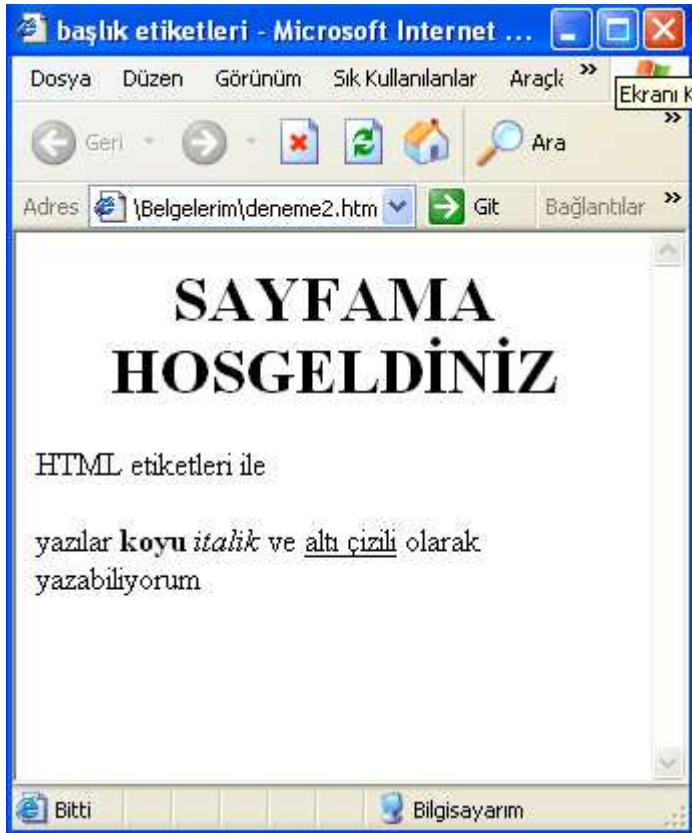 başlık etiketleri - Microsoft Internet ...
Dosya Düzen Görünüm Sık Kullanılanlar
Ekranı K
Geri Ara
Adres \Belgelerim\deneme2.htm Git Bağlantılar
SAYFAMA
HOSGELDİNİZ
HTML etiketleri ile
yazılar koyu italik ve altı çizili olarak
yazabiliyorum
Bitti Bilgisayarım